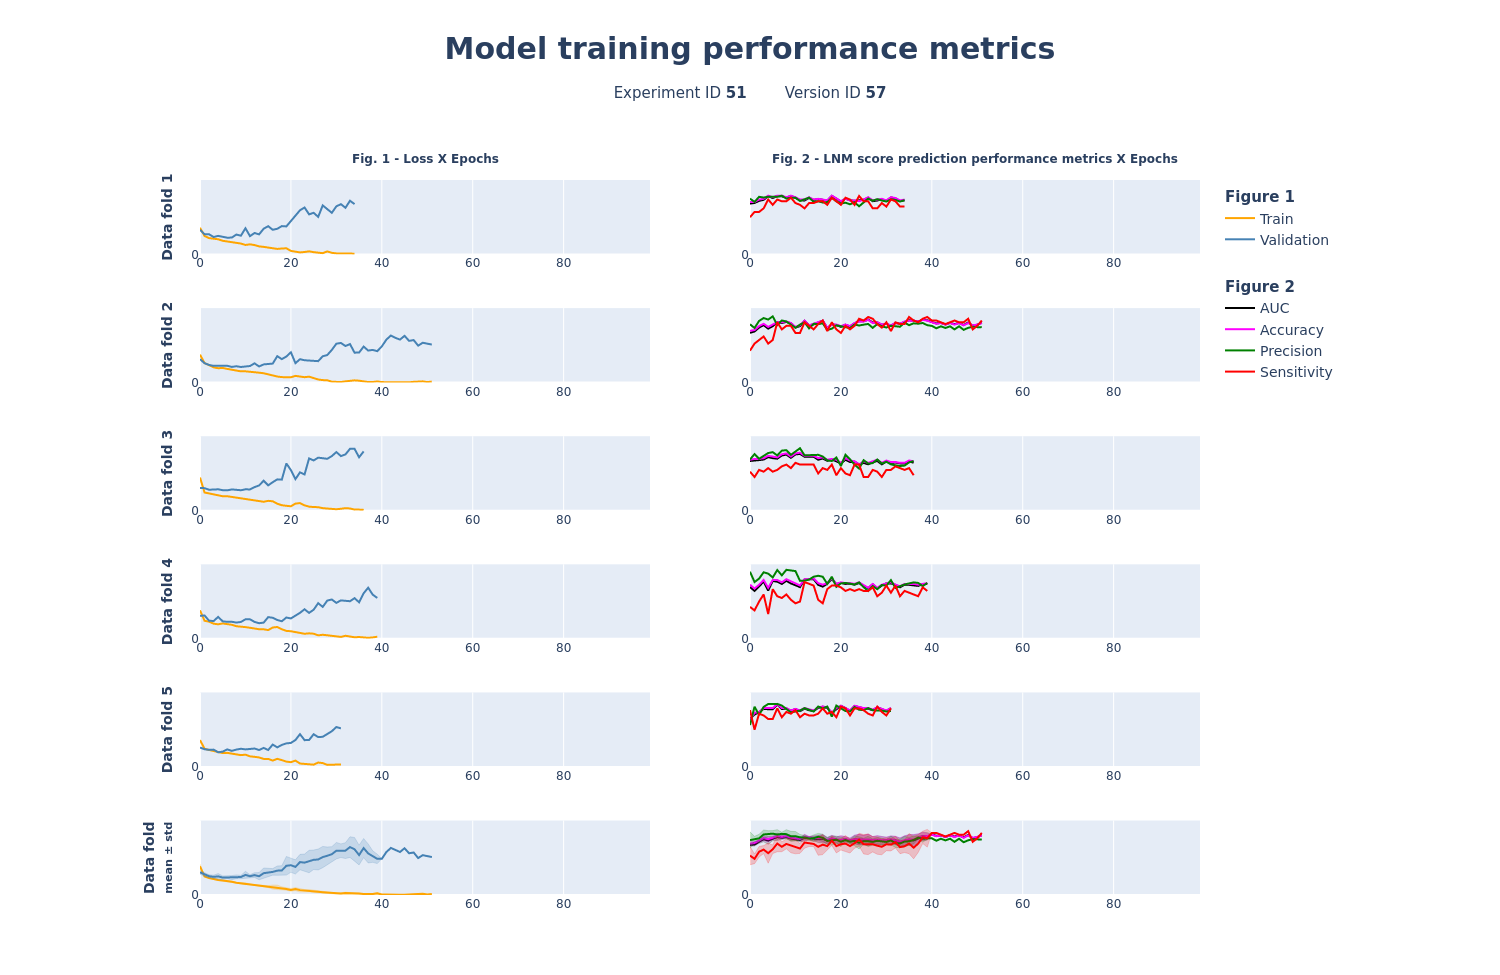 Model training performance metrics
Experiment ID 51 Version ID 57
Fig. 1 - Loss X Epochs
Fig. 2 - LNM score prediction performance metrics X Epochs
Data fold 1
0
0 20 40 60 80
0
0 20 40 60 80
Data fold 2
0
0 20 40 60 80
0
0 20 40 60 80
Data fold 3
0
0 20 40 60 80
0
0 20 40 60 80
Data fold 4
0
0 20 40 60 80
0
0 20 40 60 80
Data fold 5
0
0 20 40 60 80
0
0 20 40 60 80
Data fold
mean ± std
0
0 20 40 60 80
0
0 20 40 60 80
Figure 1
Train
Validation
Figure 2
AUC
Accuracy
Precision
Sensitivity